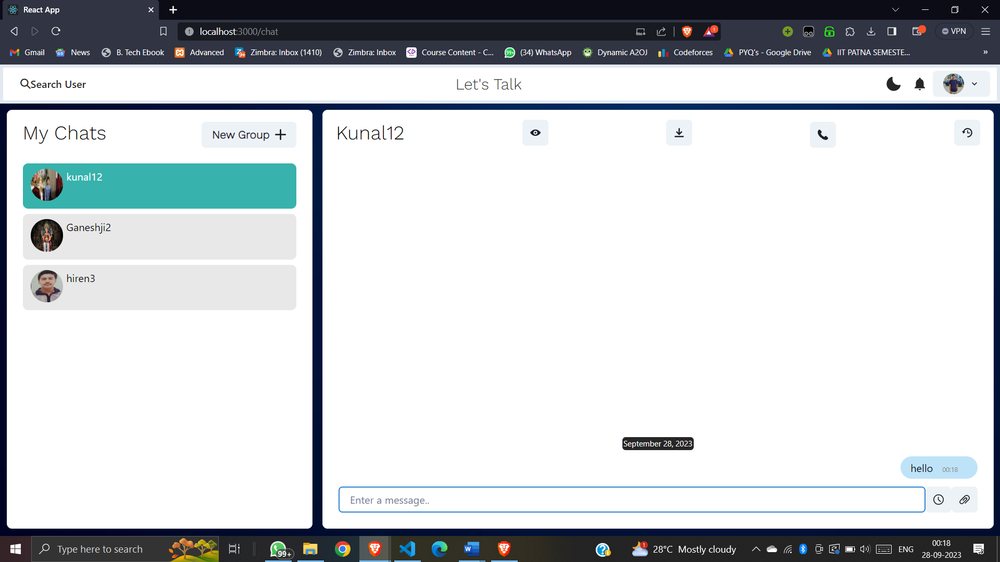 React App
localhost:3000/chat
1
VPN
Gmail
News
B. Tech Ebook
Advanced
Zimbra: Inbox (1410)
Zimbra: Inbox
Course Content - C...
(34) WhatsApp
Dynamic A2OJ
Codeforces
PYQ's - Google Drive
IIT PATNA SEMESTE...
»
Search User
Let's Talk
My Chats
New Group +
Kunal12
kunal12
Ganeshji2
hiren3
September 28, 2023
hello 00:18
Enter a message..
Type here to search
99+
1
28°C Mostly cloudy
ENG
00:18
28-09-2023